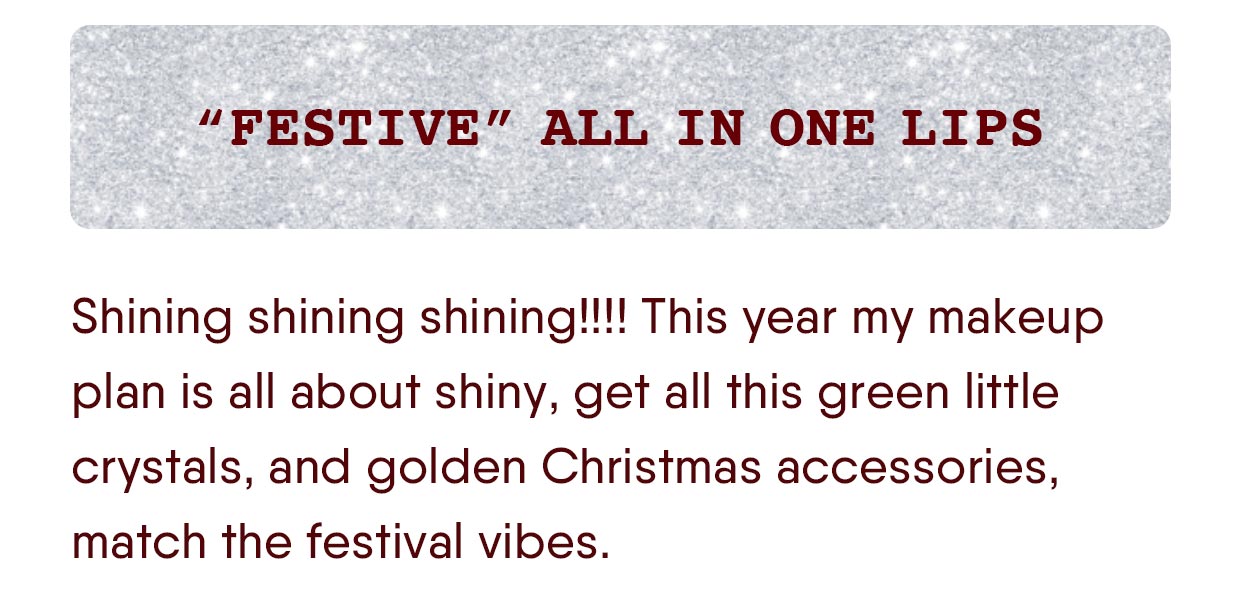 “FESTIVE” ALL IN ONE LIPS
Shining shining shining!!!! This year my makeup
plan is all about shiny, get all this green little
crystals, and golden Christmas accessories,
match the festival vibes.